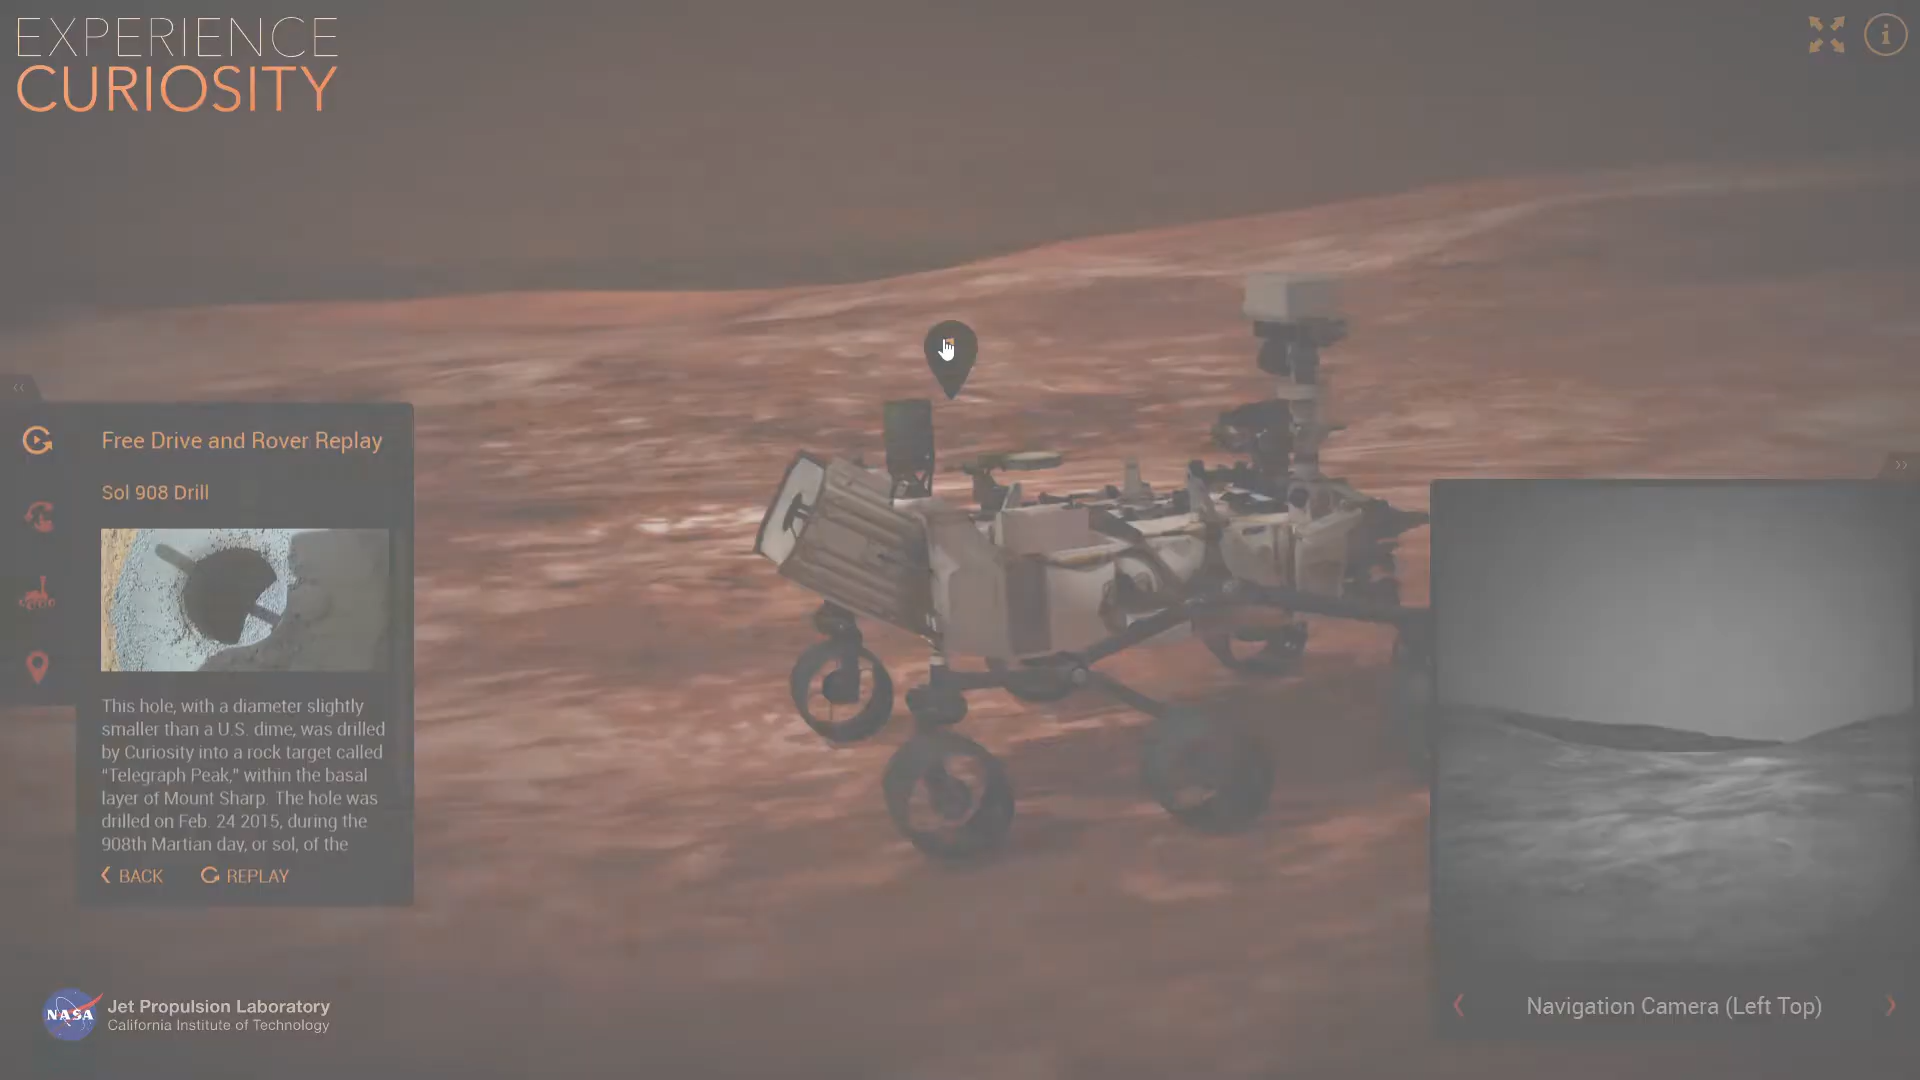 EXPERIENCE
CURIOSITY
Free Drive and Rover Replay
Sol 908 Drill
This hole, with a diameter slightly
smaller than a U.S. dime, was drilled
by Curiosity into a rock target called
“Telegraph Peak,” within the basal
layer of Mount Sharp. The hole was
drilled on Feb. 24 2015, during the
908th Martian day, or sol, of the
BACK
REPLAY
NASA
Jet Propulsion Laboratory
California Institute of Technology
Navigation Camera (Left Top)